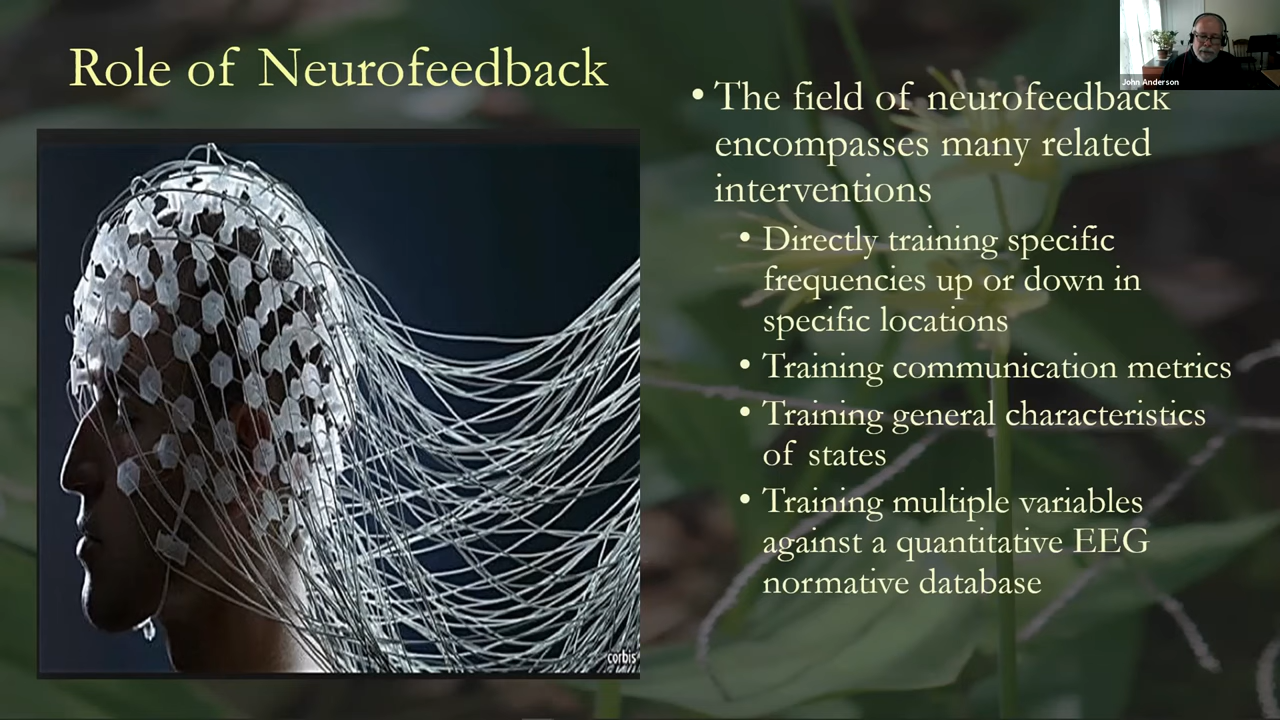 Role of Neurofeedback
John Anderson
• The field of neurofeedback
encompasses many related
interventions
• Directly training specific
frequencies up or down in
specific locations
• Training communication metrics
• Training general characteristics
of states
• Training multiple variables
against a quantitative EEG
normative database
corbis